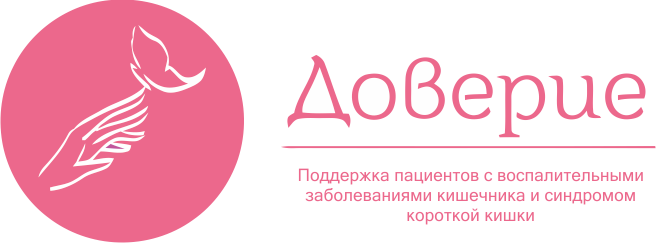 Доверие
Поддержка пациентов с воспалительными
заболеваниями кишечника и синдромом
короткой кишки